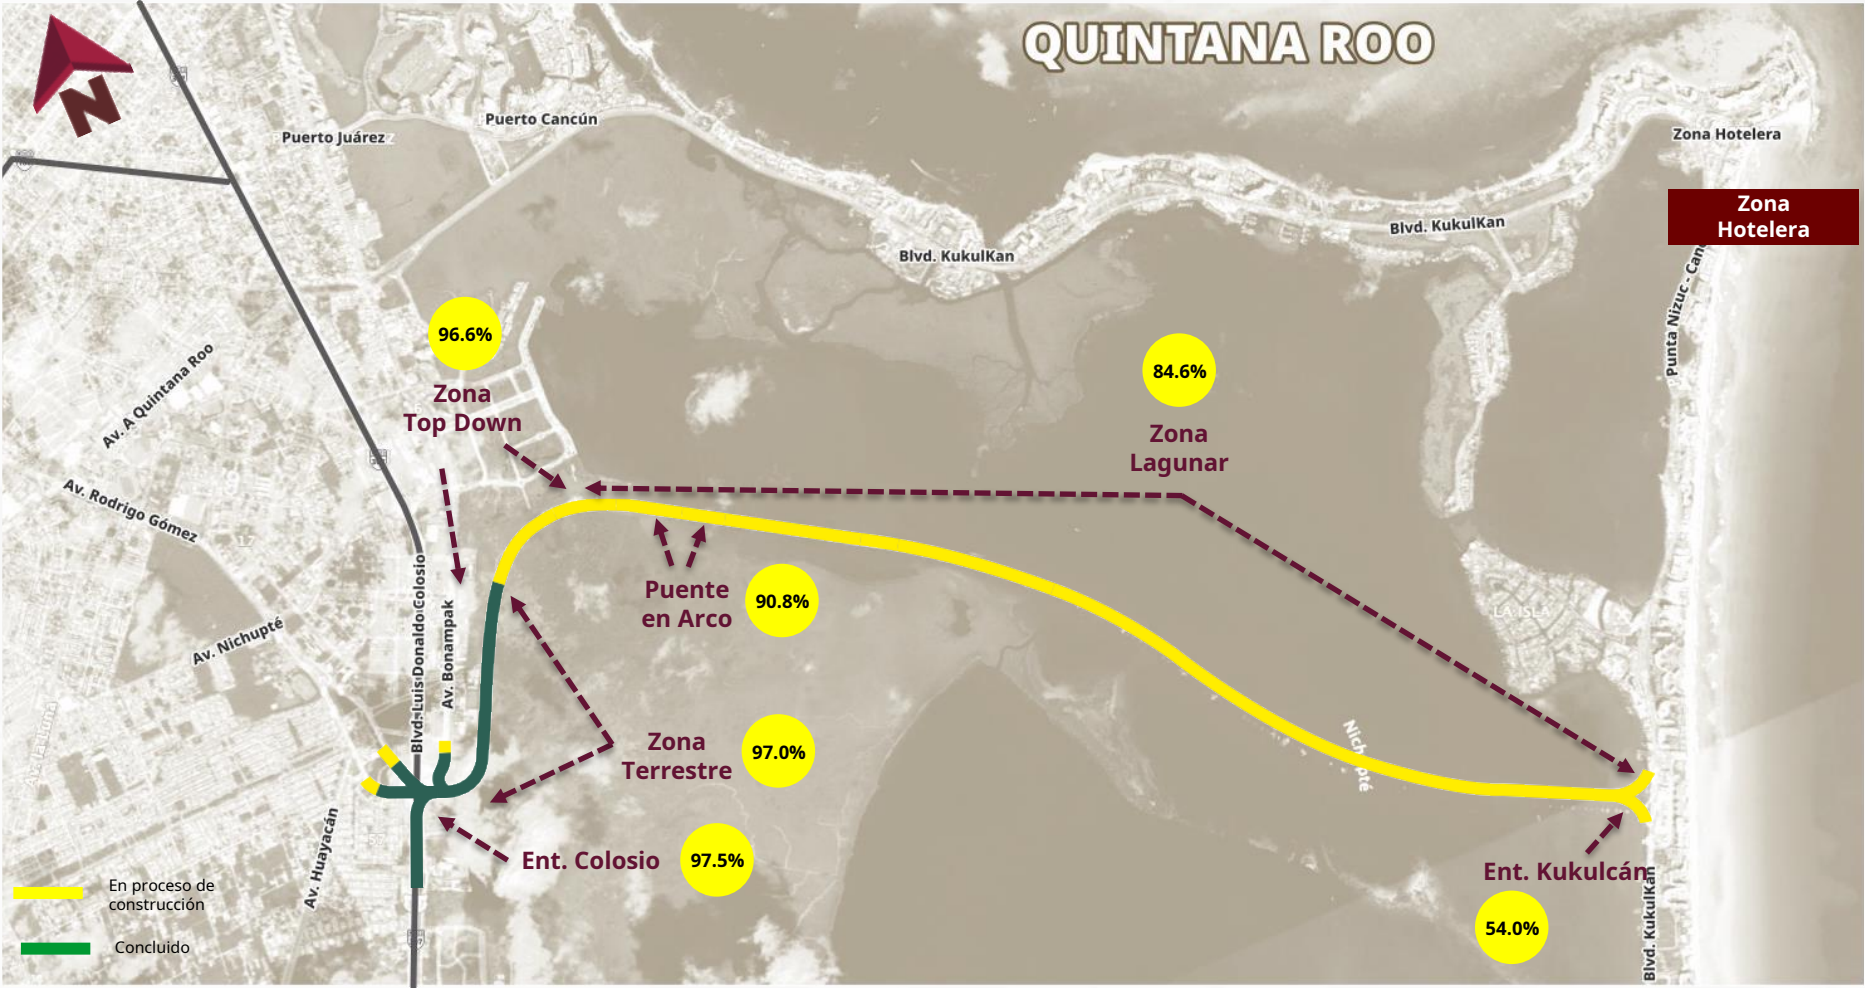 QUINTANA ROO
N
Puerto Juárez
Puerto Cancún
Zona Hotelera
Zona
Hotelera
Blvd. KukulKan
Blvd. KukulKan
Punta Nizuc - Canc
96.6%
Zona
Top Down
84.6%
Zona
Lagunar
Av. A Quintana Roo
Av. Rodrigo Gómez
17
Av. Nichupté
Blvd. Luis Donaldo Colosio
Av. Bonampak
Puente
en Arco
90.8%
LA ISLA
Zona
Terrestre
97.0%
Nichupté
Av. Huayacán
Ent. Colosio
97.5%
Ent. Kukulcán
54.0%
Blvd. KukulKan
En proceso de
construcción
Concluido